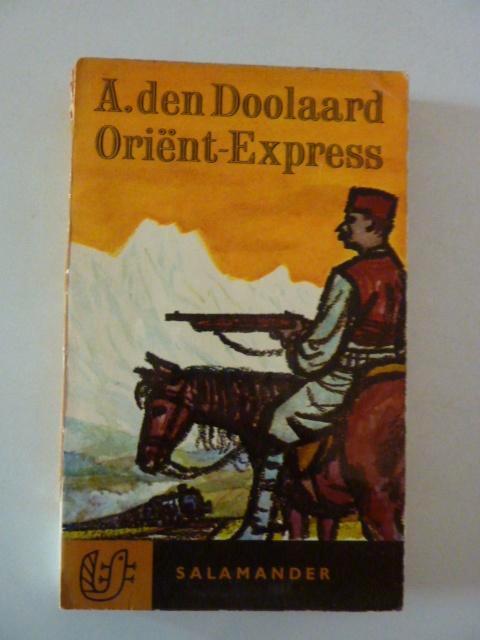 A. den Doolaard
Oriënt-Express
SALAMANDER